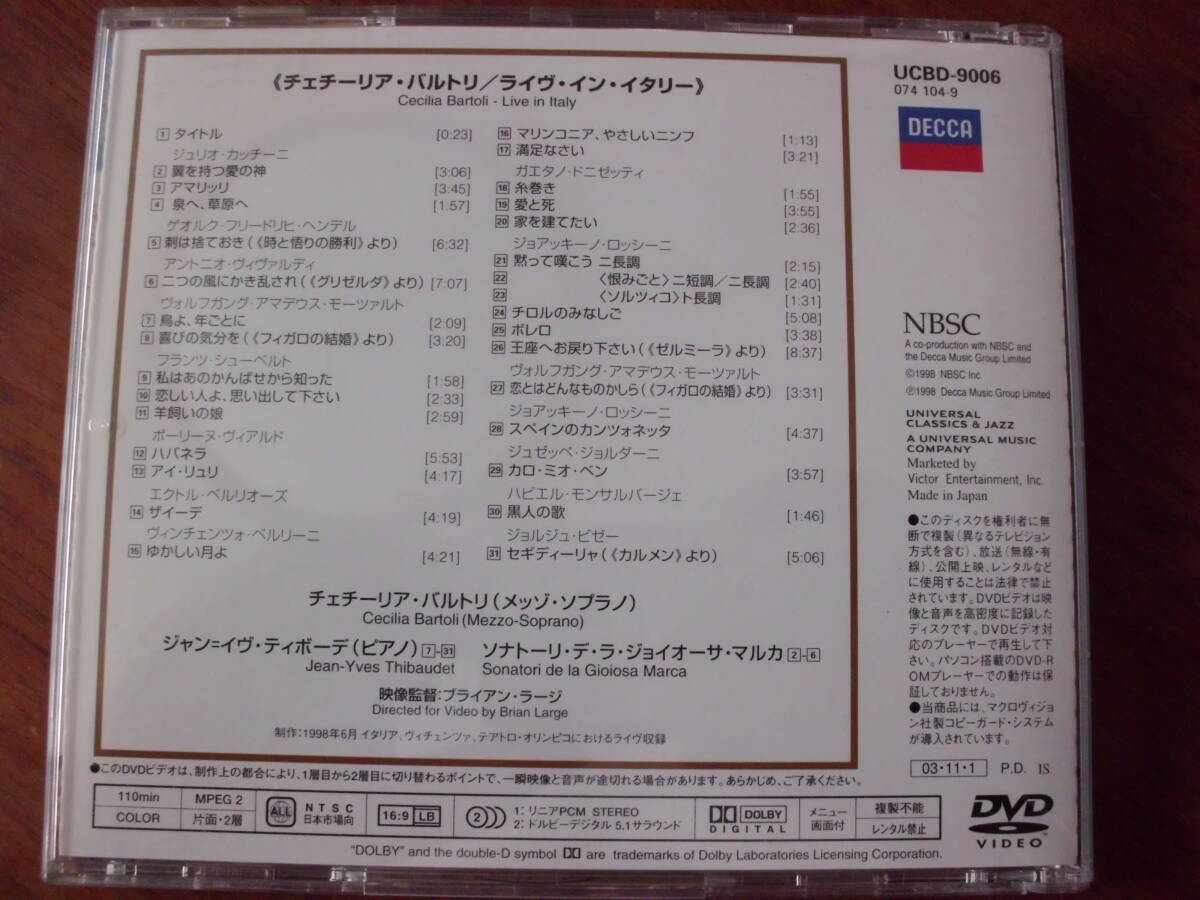 《チェチーリア・バルトリ／ライヴ・イン・イタリー》
Cecilia Bartoli - Live in Italy
1 タイトル [0:23]
ジュリオ・カッチーニ
2 翼を持つ愛の神 [3:06]
3 アマリッリ [3:45]
4 泉へ、草原へ [1:57]
ゲオルク・フリードリヒ・ヘンデル
5 刺は捨ておき(《時と悟りの勝利》より) [6:32]
アントニオ・ヴィヴァルディ
6 二つの風にかき乱され(《グリゼルダ》より) [7:07]
ヴォルフガング・アマデウス・モーツァルト
7 鳥よ、年ごとに [2:09]
8 喜びの気分を(《フィガロの結婚》より) [3:20]
フランツ・シューベルト
9 私はあのかんばせから知った [1:58]
10 恋しい人よ、思い出して下さい [2:33]
11 羊飼いの娘 [2:59]
ポーリーヌ・ヴィアルド
12 ハバネラ [5:53]
13 アイ・リュリ [4:17]
エクトル・ベルリオーズ
14 ザイーデ [4:19]
ヴィンチェンツォ・ベルリーニ
15 ゆかしい月よ [4:21]
16 マリンコニア、やさしいニンフ [1:13]
17 満足なさい [3:21]
ガエタノ・ドニゼッティ
18 糸巻き [1:55]
19 愛と死 [3:55]
20 家を建てたい [2:36]
ジョアッキーノ・ロッシーニ
21 黙って嘆こう ニ長調 [2:15]
22 〈恨みごと〉ニ短調／ニ長調 [2:40]
23 〈ソルツィコ〉ト長調 [1:31]
24 チロルのみなしご [5:08]
25 ボレロ [3:38]
26 王座へお戻り下さい(《ゼルミーラ》より) [8:37]
ヴォルフガング・アマデウス・モーツァルト
27 恋とはどんなものかしら(《フィガロの結婚》より) [3:31]
ジョアッキーノ・ロッシーニ
28 スペインのカンツォネッタ [4:37]
ジュゼッペ・ジョルダーニ
29 カロ・ミオ・ベン [3:57]
ハビエル・モンサルバージェ
30 黒人の歌 [1:46]
ジョルジュ・ビゼー
31 セギディーリャ(《カルメン》より) [5:06]
チェチーリア・バルトリ(メッゾ・ソプラノ)
Cecilia Bartoli (Mezzo-Soprano)
ジャン=イヴ・ティボーデ(ピアノ) 7-31 ソナトーリ・デ・ラ・ジョイオーサ・マルカ 2-6
Jean-Yves Thibaudet Sonatori de la Gioiosa Marca
映像監督:ブライアン・ラージ
Directed for Video by Brian Large
制作:1998年6月 イタリア、ヴィチェンツァ、テアトロ・オリンピコにおけるライヴ収録
UCBD-9006
074 104-9
DECCA
NBSC
A co-production with NBSC and
the Decca Music Group Limited
©1998 NBSC Inc.
℗1998 Decca Music Group Limited
UNIVERSAL
CLASSICS & JAZZ
A UNIVERSAL MUSIC
COMPANY
Marketed by
Victor Entertainment, Inc.
Made in Japan
●このディスクを権利者に無
断で複製(異なるテレビジョン
方式を含む)、放送(無線・有
線)、公開上映、レンタルなど
に使用することは法律で禁止
されています。DVDビデオは映
像と音声を高密度に記録した
ディスクです。DVDビデオ対
応のプレーヤーで再生して下
さい。パソコン搭載のDVD-R
OMプレーヤーでの動作は保
証しておりません。
●当商品には、マクロヴィジョ
ン社製コピーガード・システム
が導入されています。
03・11・1 P.D. IS
●このDVDビデオは、制作上の都合により、1層目から2層目に切り替わるポイントで、一瞬映像と音声が途切れる場合があります。あらかじめ、ご了承ください。
110min MPEG 2
COLOR 片面・2層
ALL NTSC
日本市場向
16:9 LB
2 1: リニアPCM STEREO
2: ドルビーデジタル 5.1サラウンド
DOLBY
DIGITAL
メニュー
画面付
複製不能
レンタル禁止
DVD
VIDEO
"DOLBY" and the double-D symbol are trademarks of Dolby Laboratories Licensing Corporation.